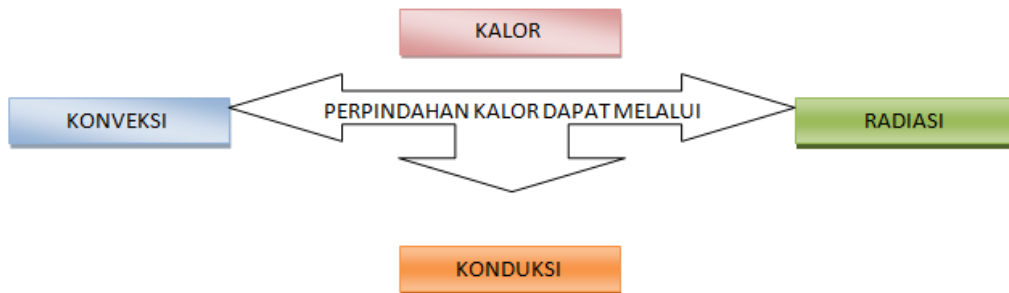 KALOR
KONVEKSI
PERPINDAHAN KALOR DAPAT MELALUI
RADIASI
KONDUKSI